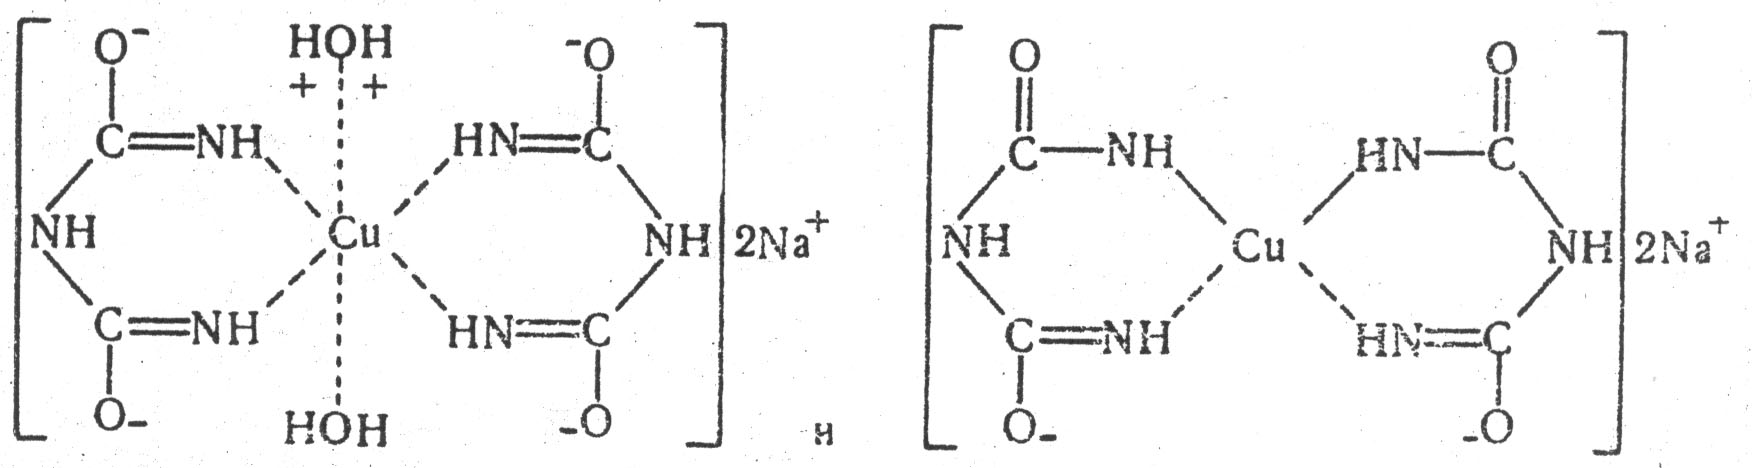 O⁻ HOH ⁻O O O
+ +
C=NH HN=C C—NH HN—C
NH Cu NH 2Na⁺ NH Cu NH 2Na⁺
C=NH HN=C C=NH HN=C
O- HOH -O и O- -O